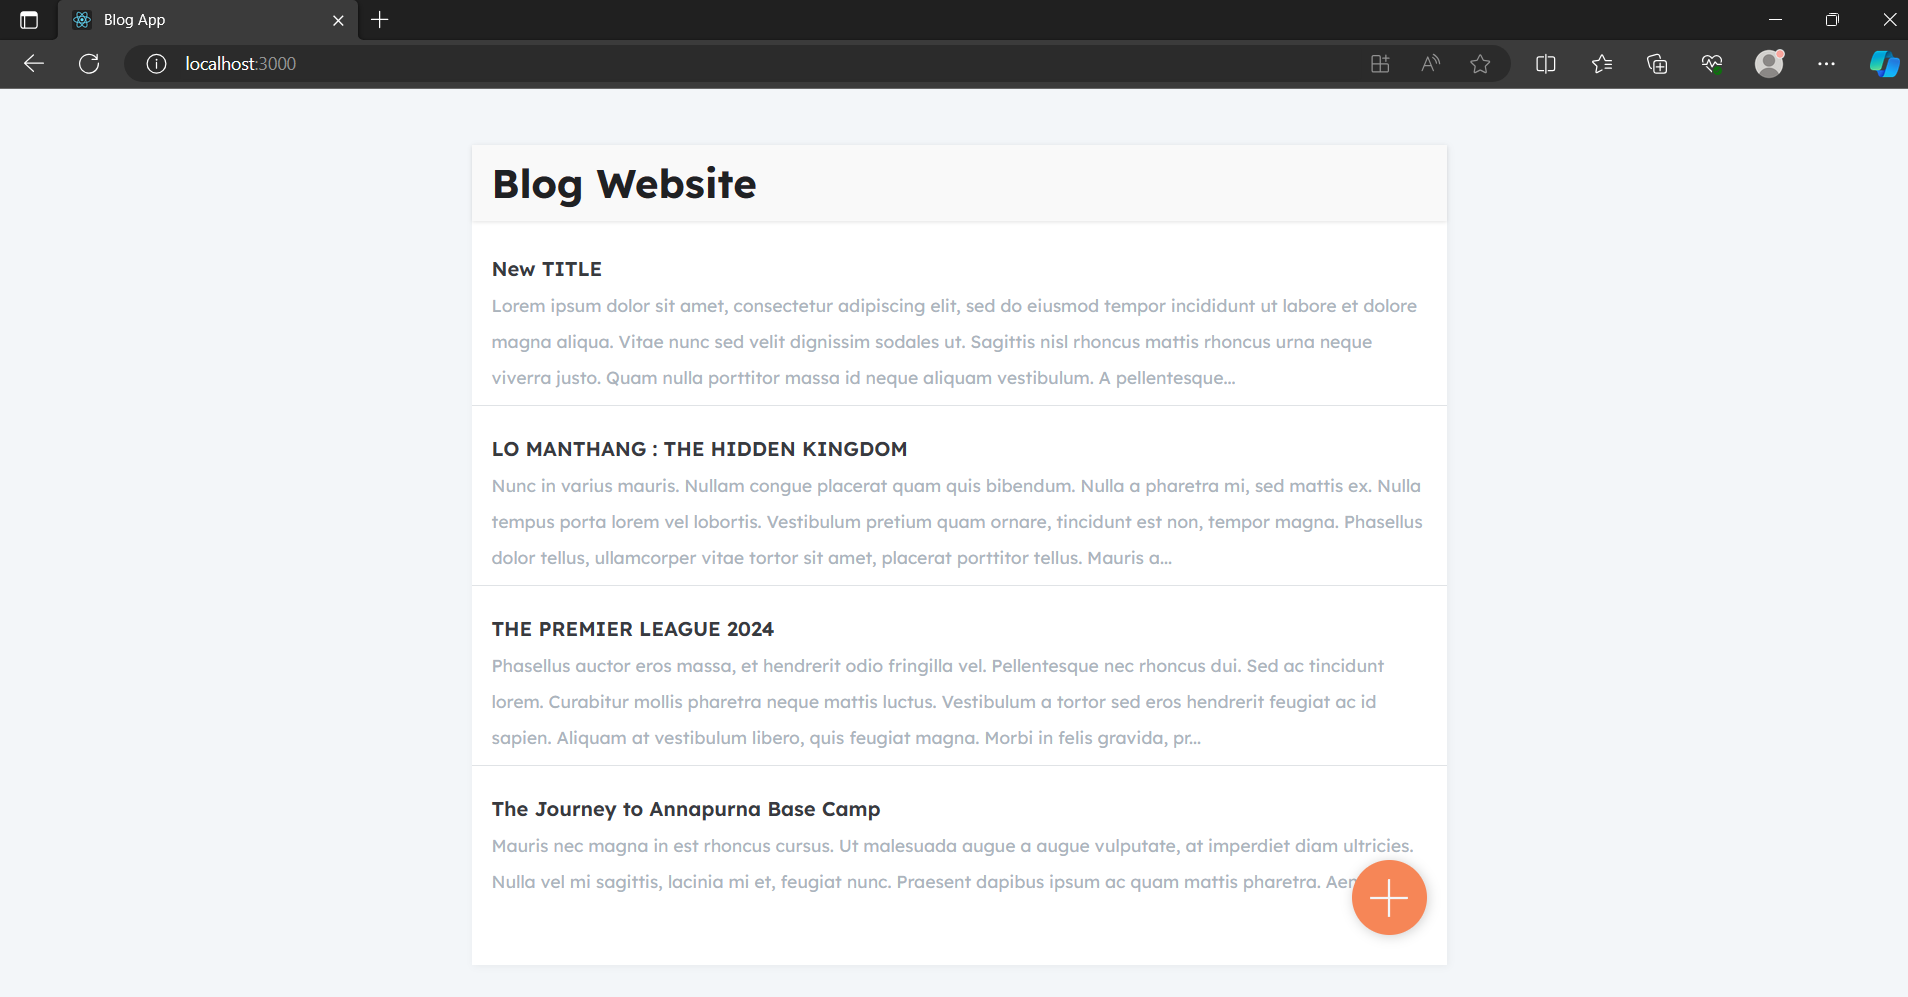 Blog App
localhost:3000
Blog Website
New TITLE
Lorem ipsum dolor sit amet, consectetur adipiscing elit, sed do eiusmod tempor incididunt ut labore et dolore
magna aliqua. Vitae nunc sed velit dignissim sodales ut. Sagittis nisl rhoncus mattis rhoncus urna neque
viverra justo. Quam nulla porttitor massa id neque aliquam vestibulum. A pellentesque...
LO MANTHANG : THE HIDDEN KINGDOM
Nunc in varius mauris. Nullam congue placerat quam quis bibendum. Nulla a pharetra mi, sed mattis ex. Nulla
tempus porta lorem vel lobortis. Vestibulum pretium quam ornare, tincidunt est non, tempor magna. Phasellus
dolor tellus, ullamcorper vitae tortor sit amet, placerat porttitor tellus. Mauris a...
THE PREMIER LEAGUE 2024
Phasellus auctor eros massa, et hendrerit odio fringilla vel. Pellentesque nec rhoncus dui. Sed ac tincidunt
lorem. Curabitur mollis pharetra neque mattis luctus. Vestibulum a tortor sed eros hendrerit feugiat ac id
sapien. Aliquam at vestibulum libero, quis feugiat magna. Morbi in felis gravida, pr...
The Journey to Annapurna Base Camp
Mauris nec magna in est rhoncus cursus. Ut malesuada augue a augue vulputate, at imperdiet diam ultricies.
Nulla vel mi sagittis, lacinia mi et, feugiat nunc. Praesent dapibus ipsum ac quam mattis pharetra.